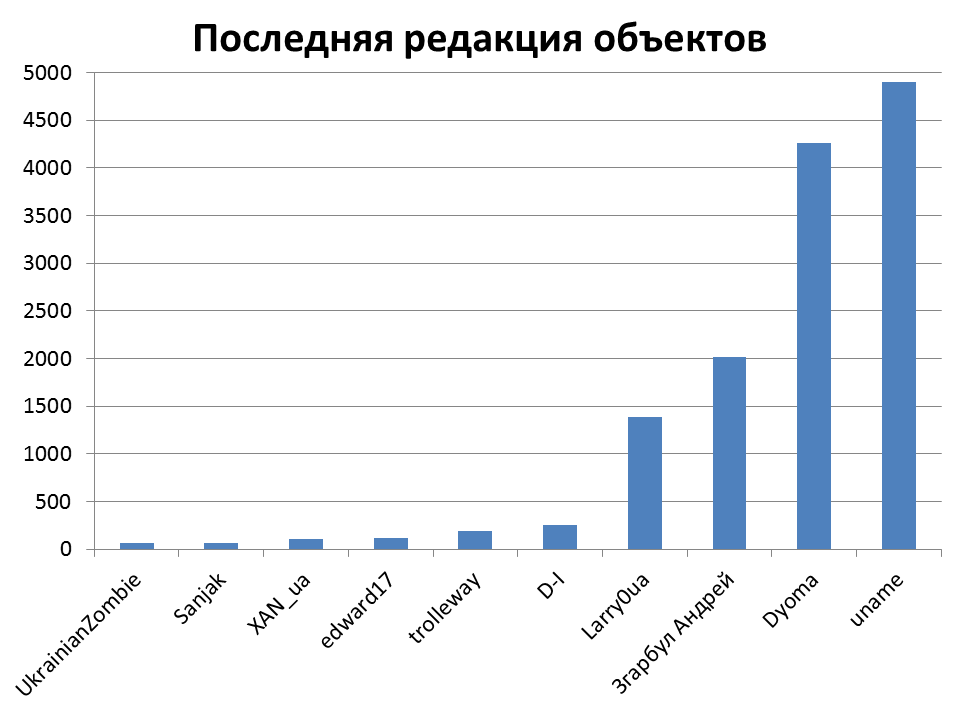 Последняя редакция объектов
5000
4500
4000
3500
3000
2500
2000
1500
1000
500
0
UkrainianZombie
Sanjak
XAN_ua
edward17
trolleway
D-I
Larry0ua
Згарбул Андрей
Dyoma
uname